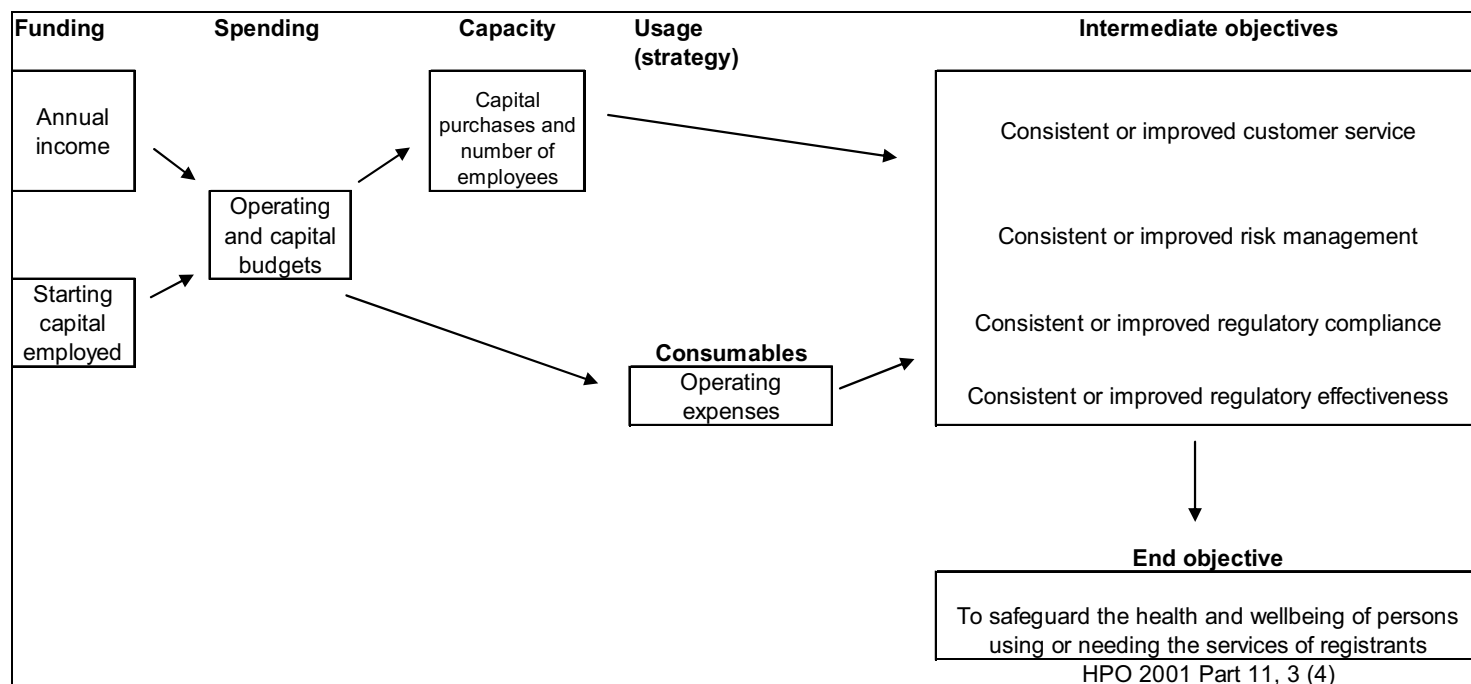 Funding
Spending
Capacity
Usage
(strategy)
Intermediate objectives
Annual
income
Starting
capital
employed
Operating
and capital
budgets
Capital
purchases and
number of
employees
Consumables
Operating
expenses
Consistent or improved customer service
Consistent or improved risk management
Consistent or improved regulatory compliance
Consistent or improved regulatory effectiveness
End objective
To safeguard the health and wellbeing of persons
using or needing the services of registrants
HPO 2001 Part 11, 3 (4)